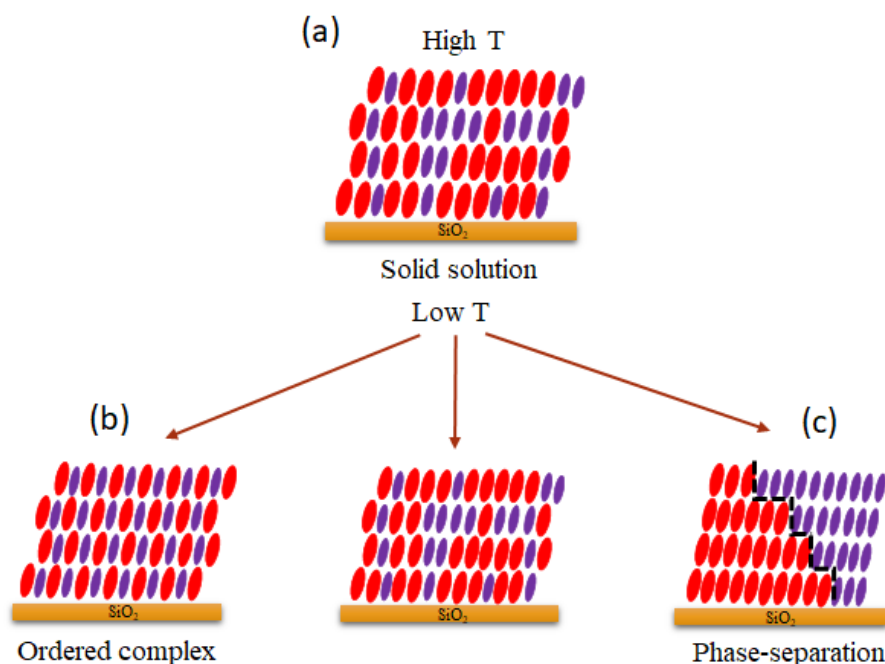 (a)
High T
SiO₂
Solid solution
Low T
(b)
(c)
SiO₂
SiO₂
SiO₂
Ordered complex
Phase-separation